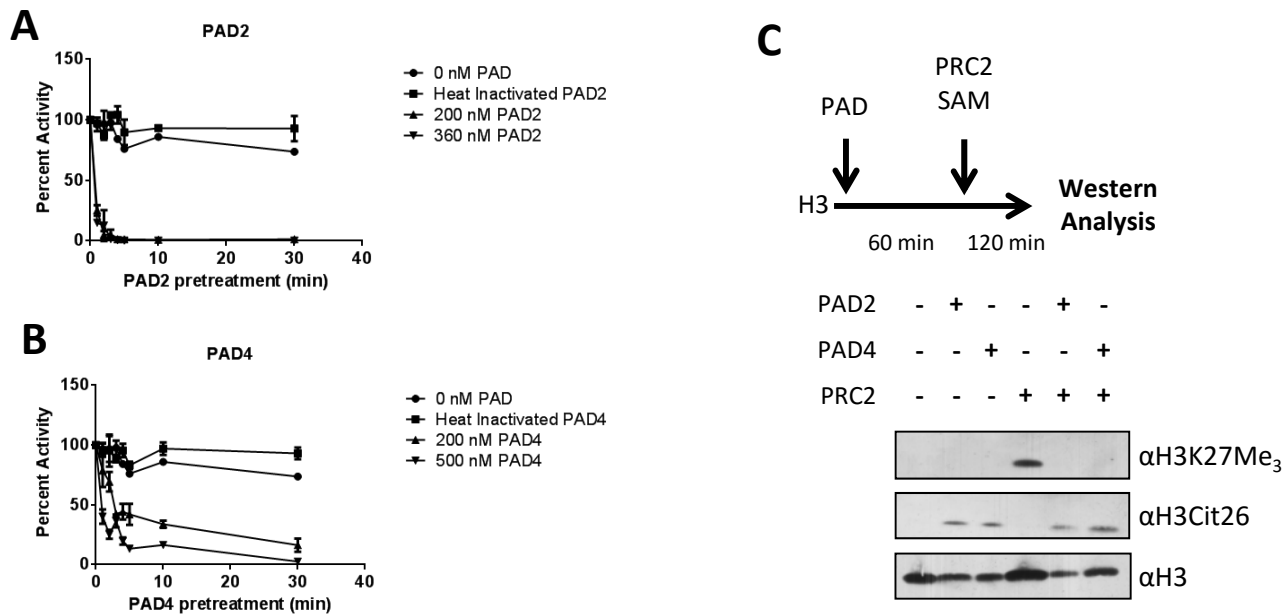 A
PAD2
150
100
50
0
Percent Activity
0 10 20 30 40
PAD2 pretreatment (min)
0 nM PAD
Heat Inactivated PAD2
200 nM PAD2
360 nM PAD2
B
PAD4
150
100
50
0
Percent Activity
0 10 20 30 40
PAD4 pretreatment (min)
0 nM PAD
Heat Inactivated PAD4
200 nM PAD4
500 nM PAD4
C
PRC2
SAM
PAD
H3
60 min 120 min
Western
Analysis
PAD2 - + - - + -
PAD4 - - + - - +
PRC2 - - - + + +
αH3K27Me₃
αH3Cit26
αH3